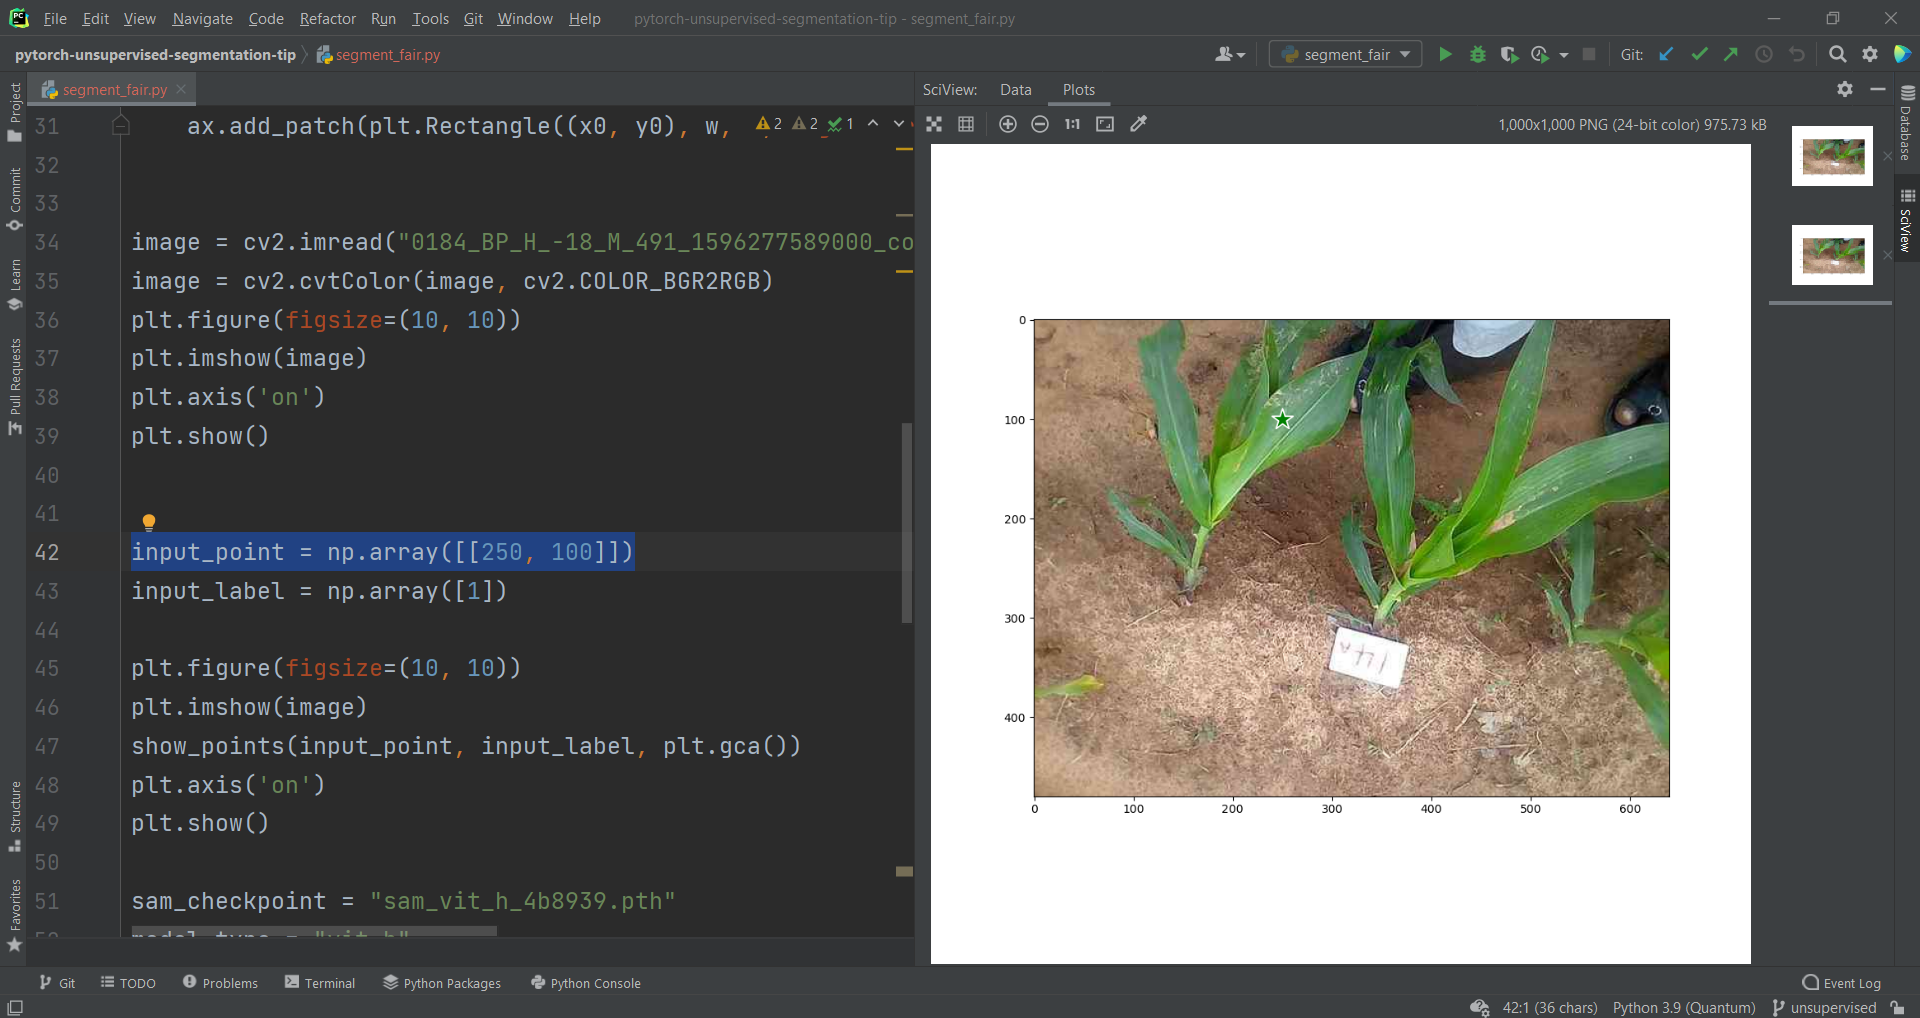 File Edit View Navigate Code Refactor Run Tools Git Window Help pytorch-unsupervised-segmentation-tip - segment_fair.py
pytorch-unsupervised-segmentation-tip segment_fair.py segment_fair Git:
Project
Commit
Learn
Pull Requests
Structure
Favorites
segment_fair.py
31 ax.add_patch(plt.Rectangle((x0, y0), w, 2 2 1
32
33
34 image = cv2.imread("0184_BP_H_-18_M_491_1596277589000_co
35 image = cv2.cvtColor(image, cv2.COLOR_BGR2RGB)
36 plt.figure(figsize=(10, 10))
37 plt.imshow(image)
38 plt.axis('on')
39 plt.show()
40
41
42 input_point = np.array([[250, 100]])
43 input_label = np.array([1])
44
45 plt.figure(figsize=(10, 10))
46 plt.imshow(image)
47 show_points(input_point, input_label, plt.gca())
48 plt.axis('on')
49 plt.show()
50
51 sam_checkpoint = "sam_vit_h_4b8939.pth"
SciView: Data Plots
1:1 1,000x1,000 PNG (24-bit color) 975.73 kB
0
100
200
300
400
0 100 200 300 400 500 600
Database
SciView
Git TODO Problems Terminal Python Packages Python Console Event Log
42:1 (36 chars) Python 3.9 (Quantum) unsupervised